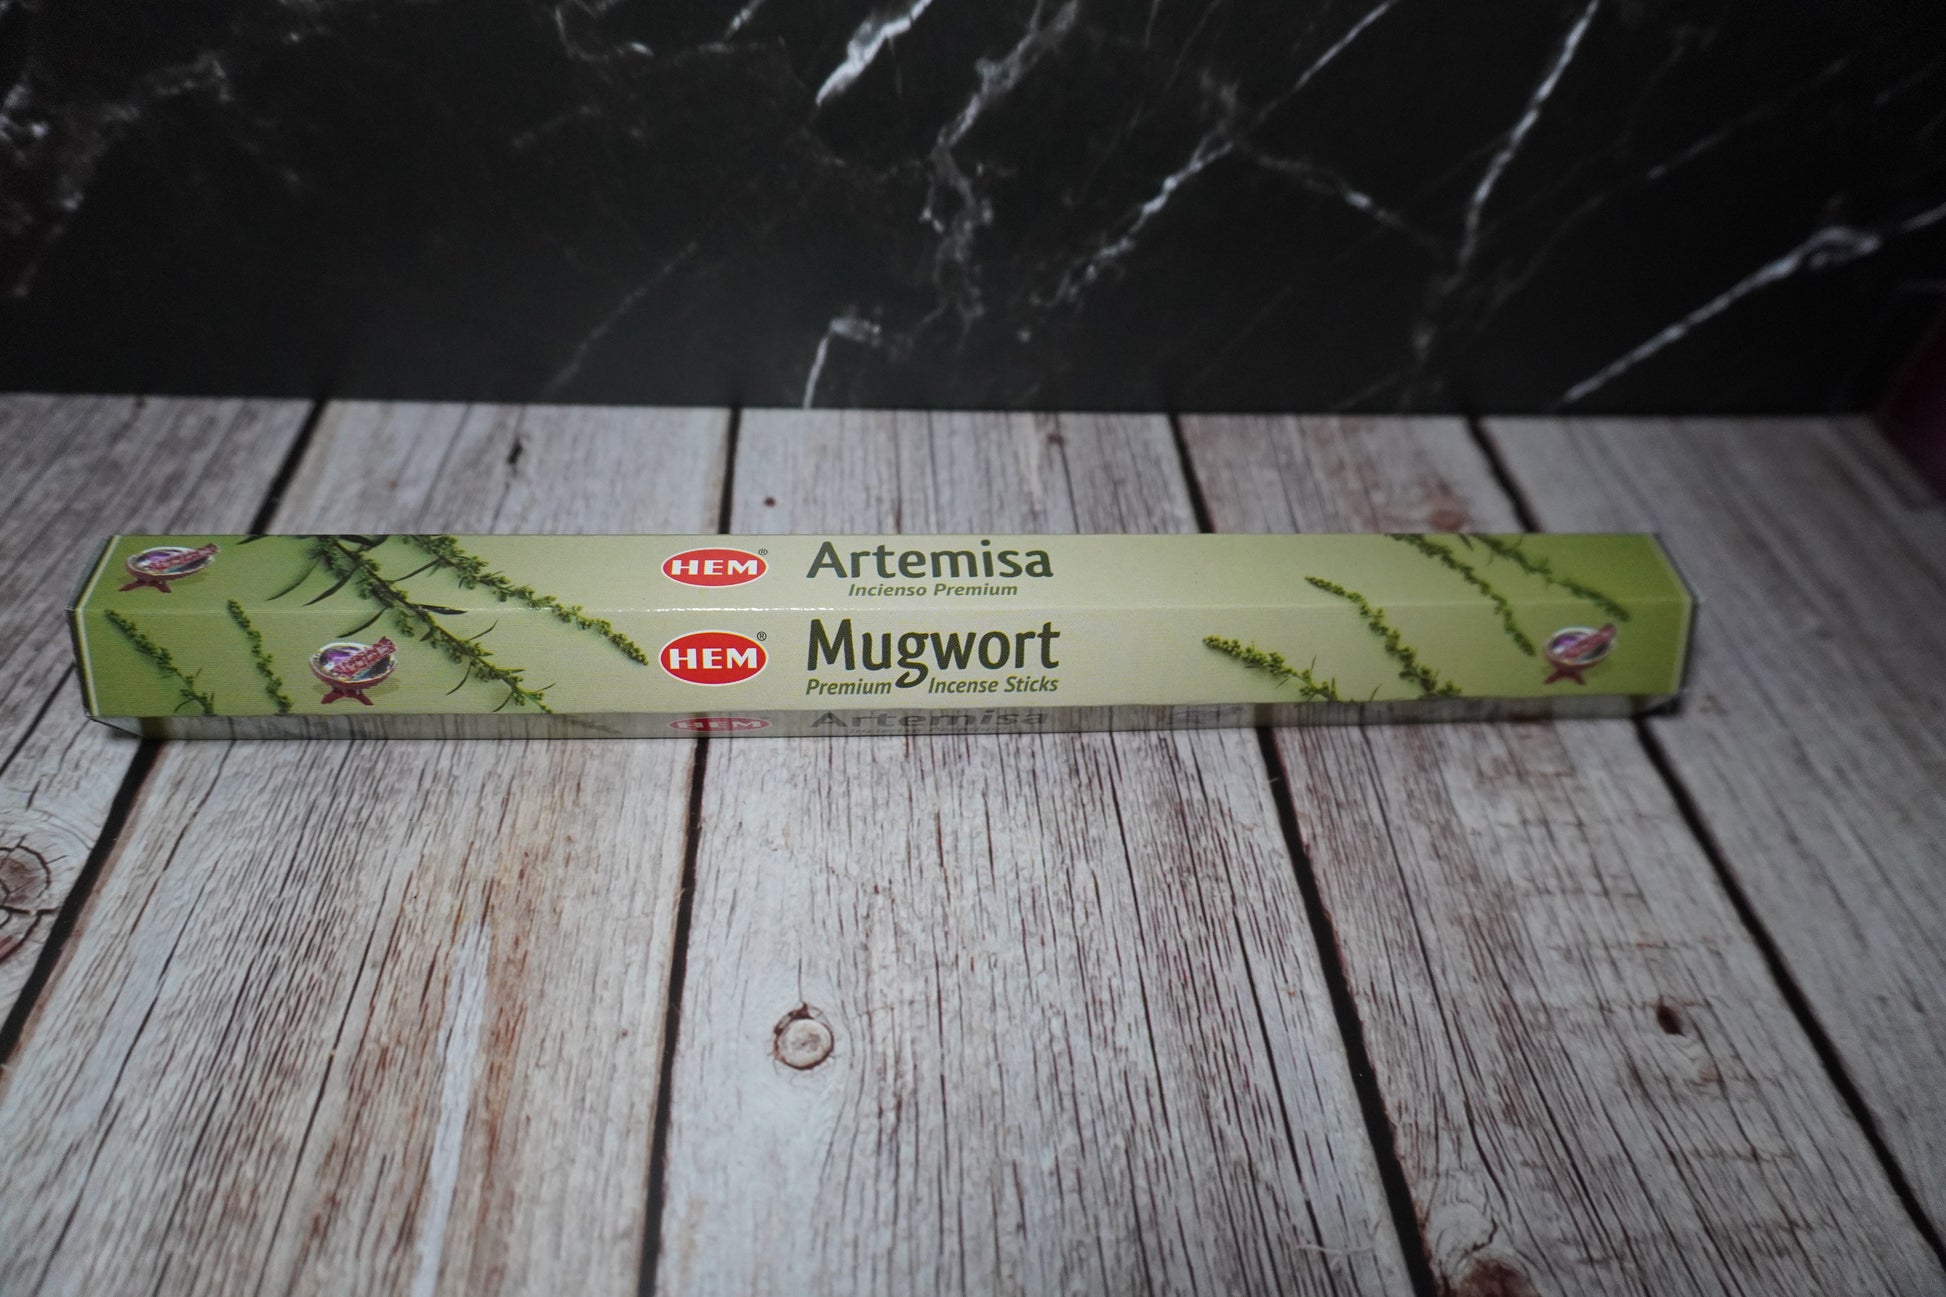 HEM® Artemisa
Incienso Premium
HEM® Mugwort
Premium Incense Sticks
HEM Artemisa